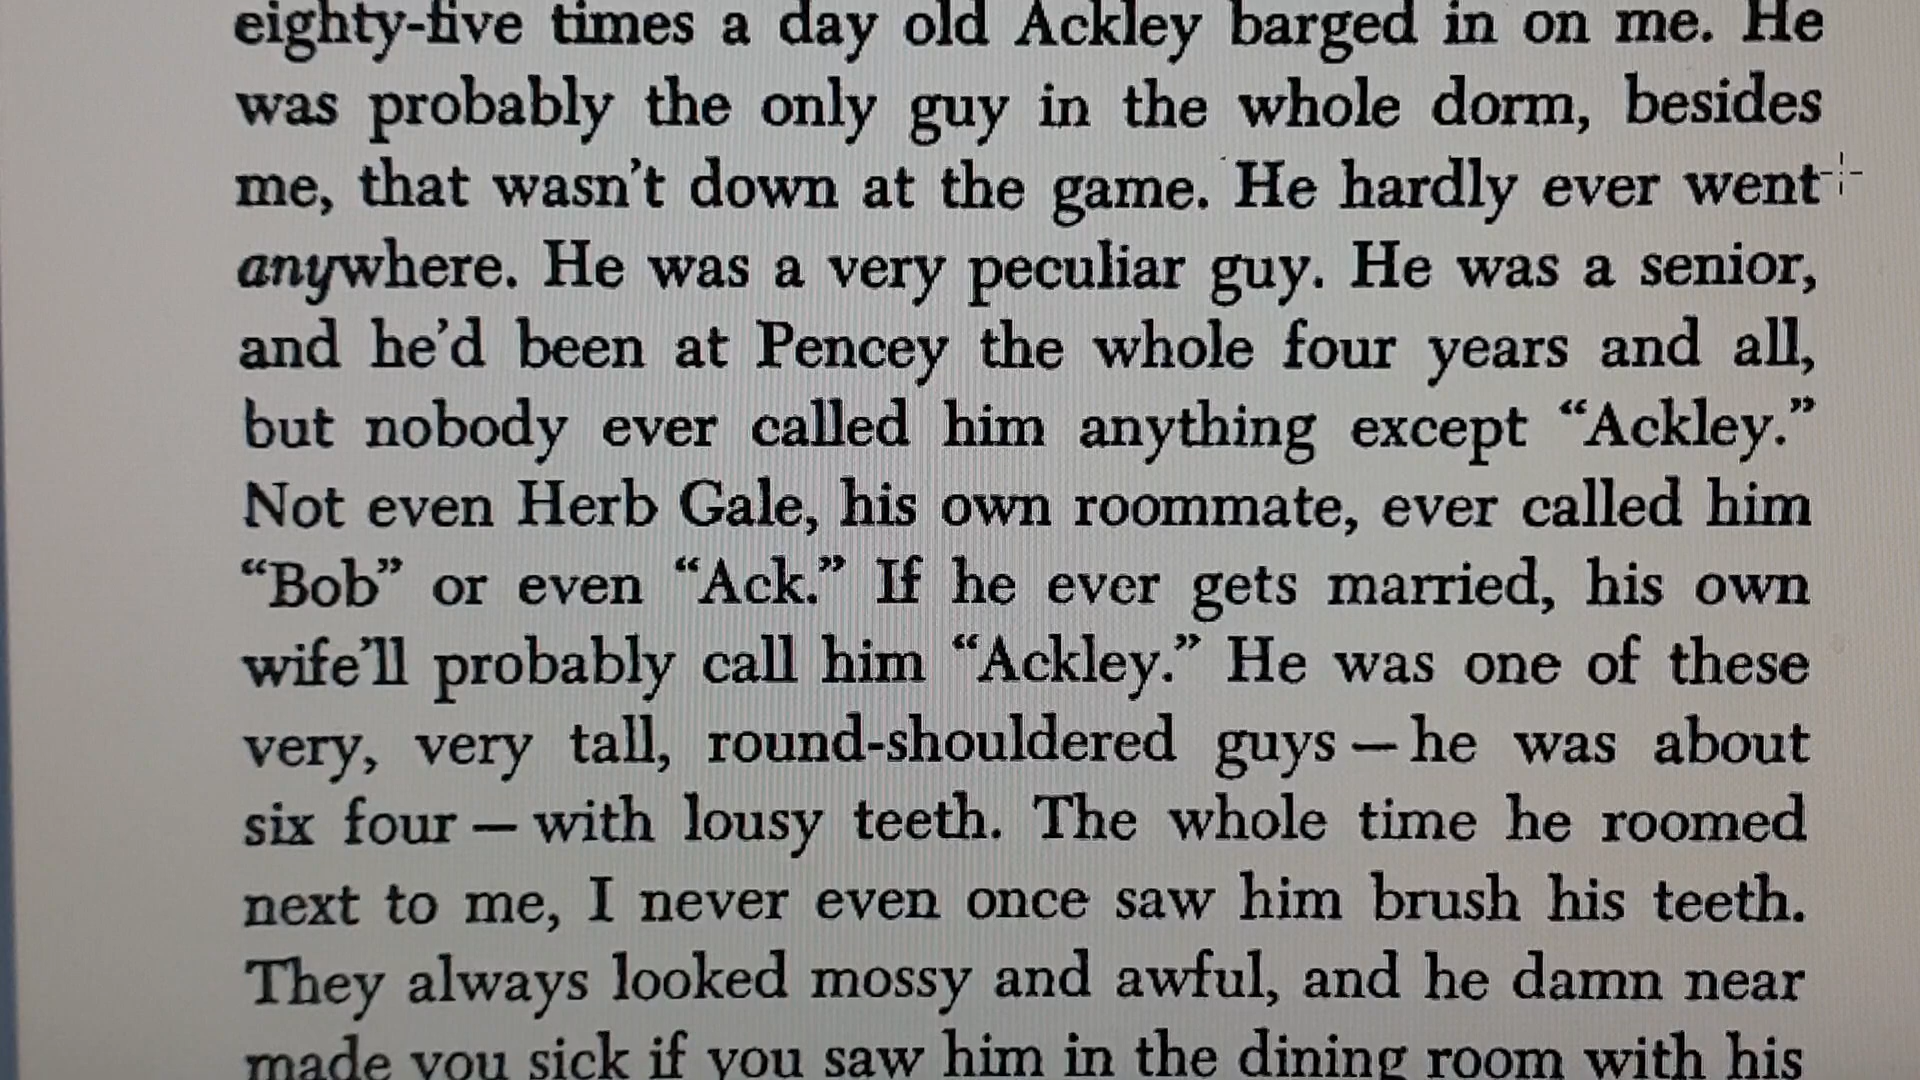 eighty-five times a day old Ackley barged in on me. He
was probably the only guy in the whole dorm, besides
me, that wasn't down at the game. He hardly ever went
anywhere. He was a very peculiar guy. He was a senior,
and he'd been at Pencey the whole four years and all,
but nobody ever called him anything except “Ackley.”
Not even Herb Gale, his own roommate, ever called him
“Bob” or even “Ack.” If he ever gets married, his own
wife'll probably call him “Ackley.” He was one of these
very, very tall, round-shouldered guys — he was about
six four — with lousy teeth. The whole time he roomed
next to me, I never even once saw him brush his teeth.
They always looked mossy and awful, and he damn near
made you sick if you saw him in the dining room with his